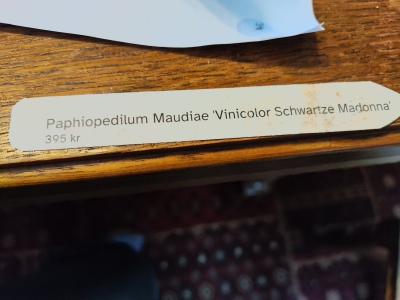 Paphiopedilum Maudiae 'Vinicolor Schwartze Madonna'
395 kr